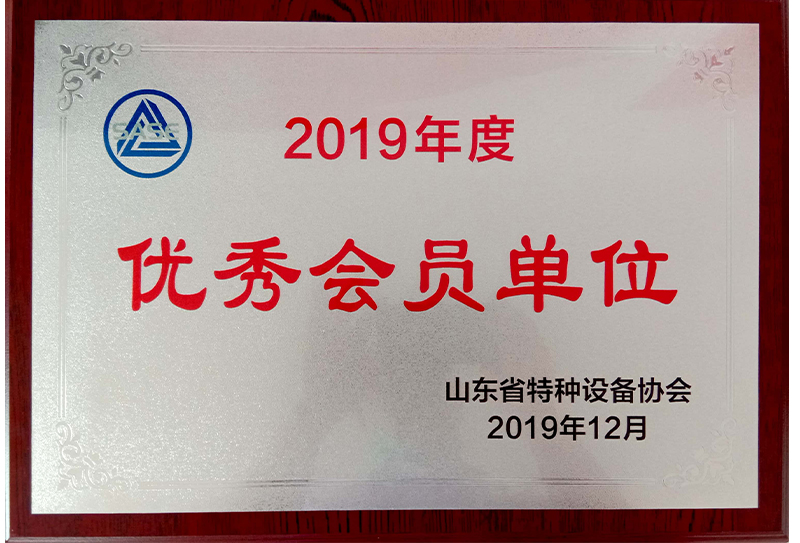 SASE
2019年度
优秀会员单位
山东省特种设备协会
2019年12月